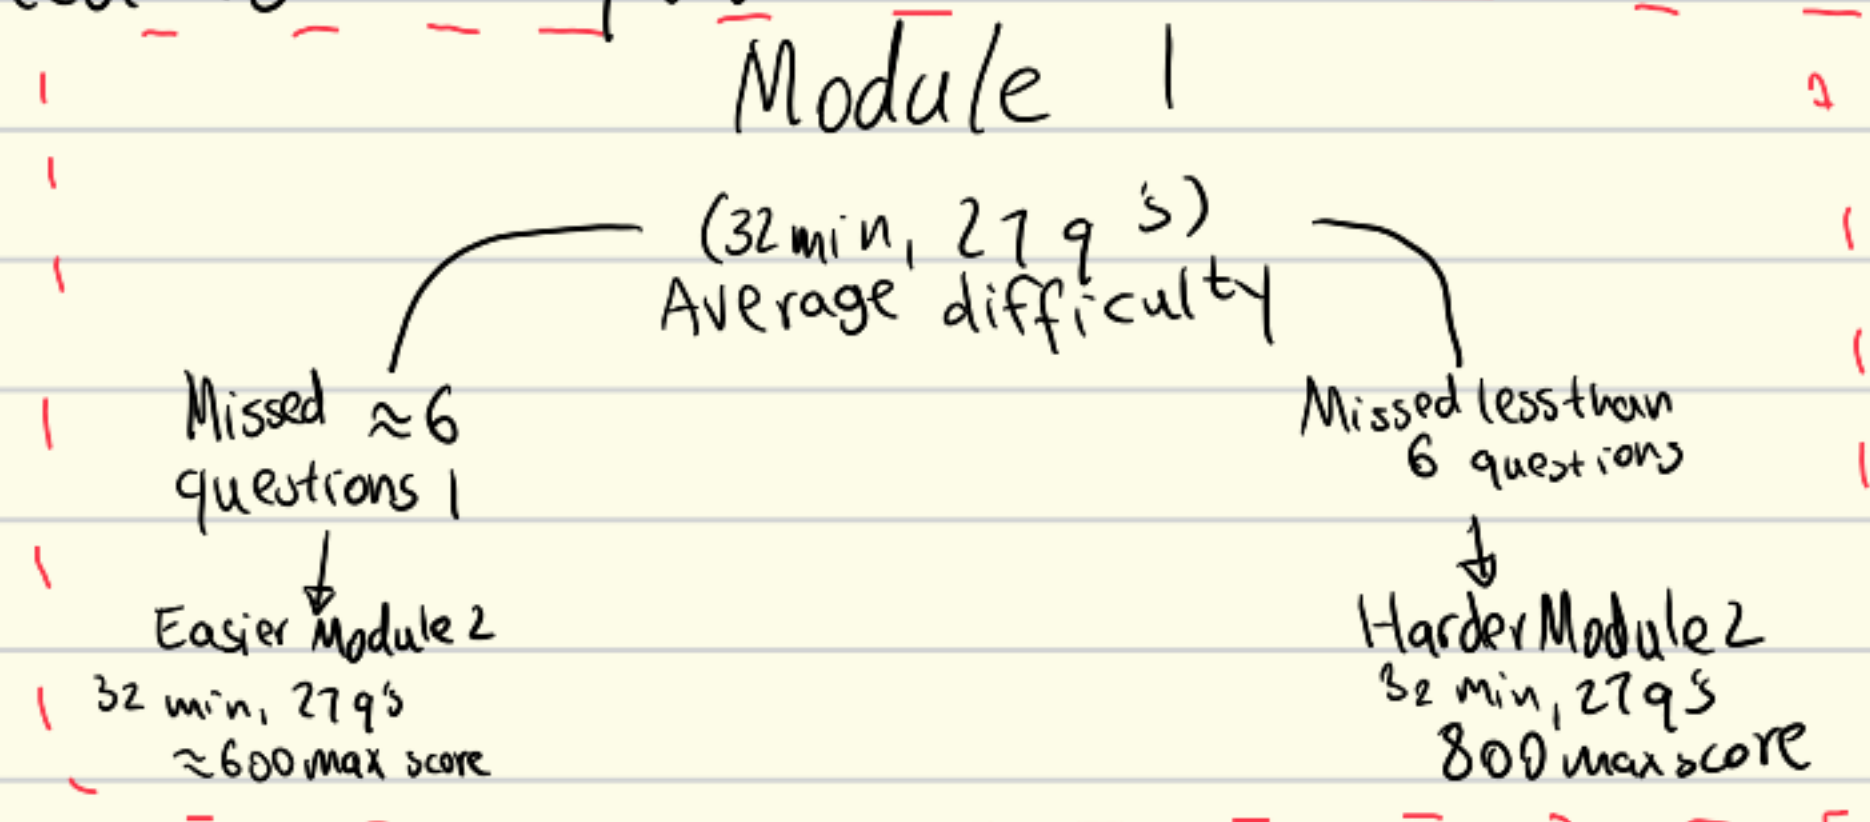 Module 1
(32 min, 27 q's)
Average difficulty
Missed ≈6
questions 1
Missed less than
6 questions
Easier Module 2
32 min, 27 q's
≈600 max score
Harder Module 2
32 min, 27 q's
800 max score